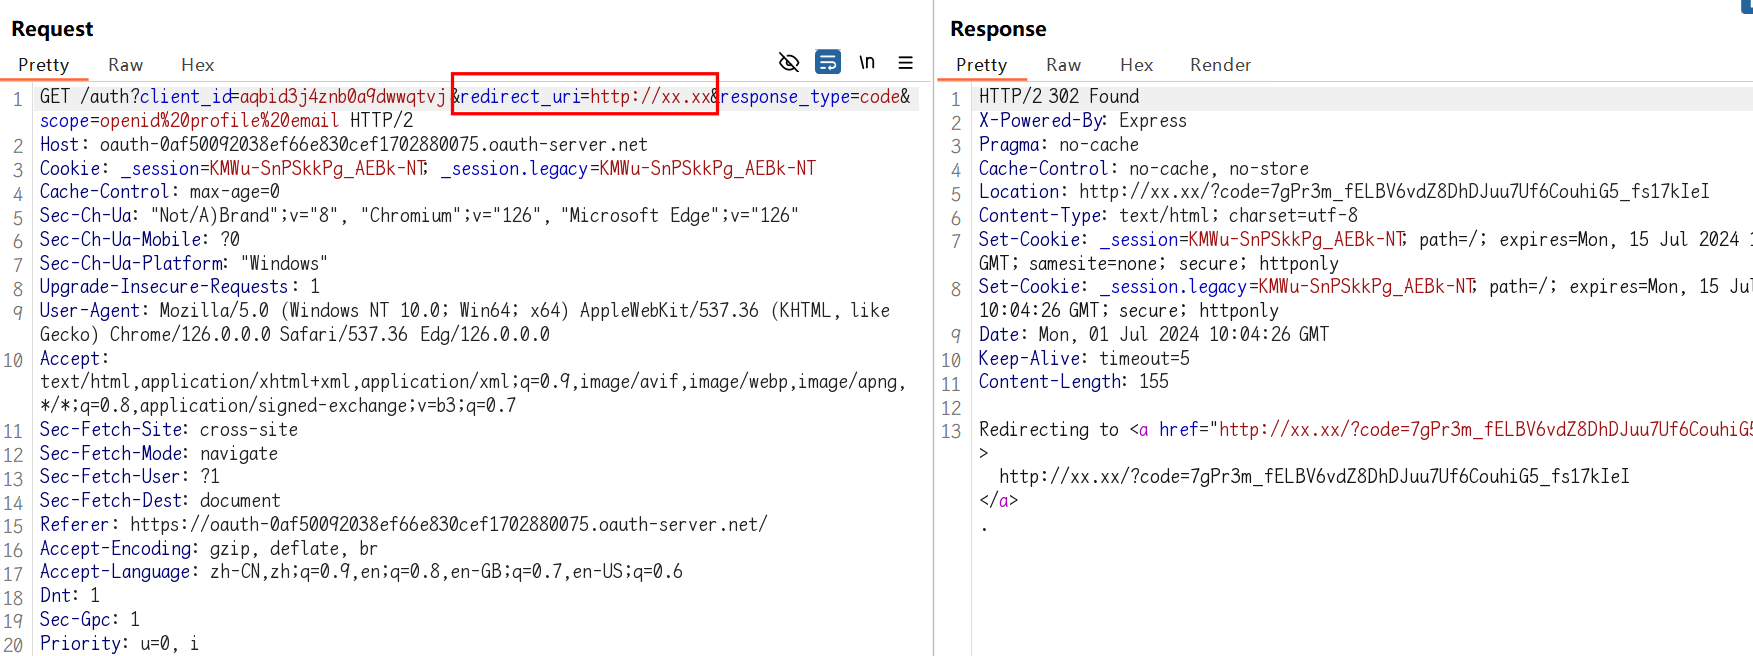 Request
Pretty Raw Hex
\n
1 GET /auth?client_id=aqbid3j4znb0a9dwwqtvj&redirect_uri=http://xx.xx&response_type=code&
scope=openid%20profile%20email HTTP/2
2 Host: oauth-0af50092038ef66e830cef1702880075.oauth-server.net
3 Cookie: _session=KMWu-SnPSkkPg_AEBk-NT; _session.legacy=KMWu-SnPSkkPg_AEBk-NT
4 Cache-Control: max-age=0
5 Sec-Ch-Ua: "Not/A)Brand";v="8", "Chromium";v="126", "Microsoft Edge";v="126"
6 Sec-Ch-Ua-Mobile: ?0
7 Sec-Ch-Ua-Platform: "Windows"
8 Upgrade-Insecure-Requests: 1
9 User-Agent: Mozilla/5.0 (Windows NT 10.0; Win64; x64) AppleWebKit/537.36 (KHTML, like
Gecko) Chrome/126.0.0.0 Safari/537.36 Edg/126.0.0.0
10 Accept:
text/html,application/xhtml+xml,application/xml;q=0.9,image/avif,image/webp,image/apng,
*/*;q=0.8,application/signed-exchange;v=b3;q=0.7
11 Sec-Fetch-Site: cross-site
12 Sec-Fetch-Mode: navigate
13 Sec-Fetch-User: ?1
14 Sec-Fetch-Dest: document
15 Referer: https://oauth-0af50092038ef66e830cef1702880075.oauth-server.net/
16 Accept-Encoding: gzip, deflate, br
17 Accept-Language: zh-CN,zh;q=0.9,en;q=0.8,en-GB;q=0.7,en-US;q=0.6
18 Dnt: 1
19 Sec-Gpc: 1
20 Priority: u=0, i
Response
Pretty Raw Hex Render
1 HTTP/2 302 Found
2 X-Powered-By: Express
3 Pragma: no-cache
4 Cache-Control: no-cache, no-store
5 Location: http://xx.xx/?code=7gPr3m_fELBV6vdZ8DhDJuu7Uf6CouhiG5_fs17kIeI
6 Content-Type: text/html; charset=utf-8
7 Set-Cookie: _session=KMWu-SnPSkkPg_AEBk-NT; path=/; expires=Mon, 15 Jul 2024 1
GMT; samesite=none; secure; httponly
8 Set-Cookie: _session.legacy=KMWu-SnPSkkPg_AEBk-NT; path=/; expires=Mon, 15 Jul
10:04:26 GMT; secure; httponly
9 Date: Mon, 01 Jul 2024 10:04:26 GMT
10 Keep-Alive: timeout=5
11 Content-Length: 155
12
13 Redirecting to <a href="http://xx.xx/?code=7gPr3m_fELBV6vdZ8DhDJuu7Uf6CouhiG5
>
http://xx.xx/?code=7gPr3m_fELBV6vdZ8DhDJuu7Uf6CouhiG5_fs17kIeI
</a>
.